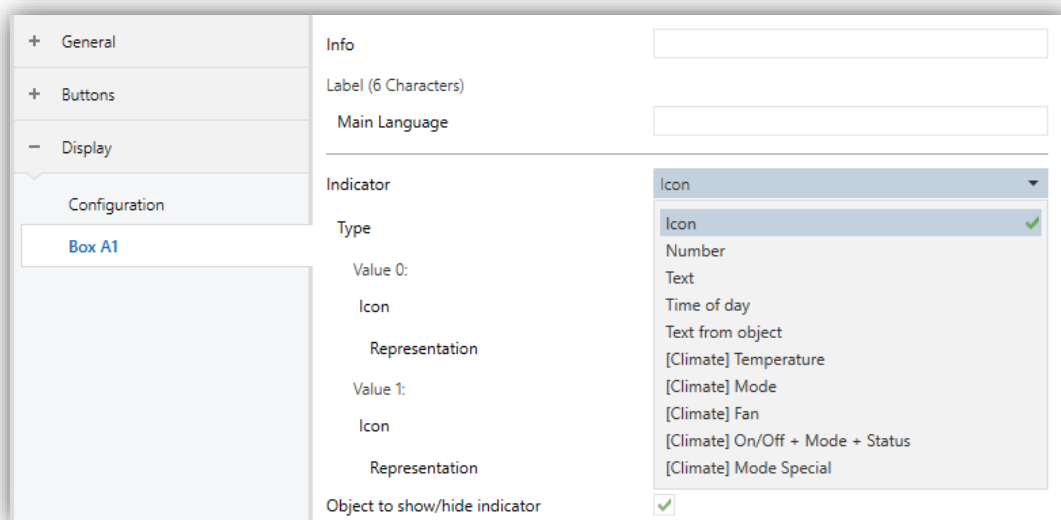 General
Buttons
Display
Configuration
Box A1
Info
Label (6 Characters)
Main Language
Indicator
Icon
Type
Value 0:
Icon
Representation
Value 1:
Icon
Representation
Object to show/hide indicator
Icon
Number
Text
Time of day
Text from object
[Climate] Temperature
[Climate] Mode
[Climate] Fan
[Climate] On/Off + Mode + Status
[Climate] Mode Special